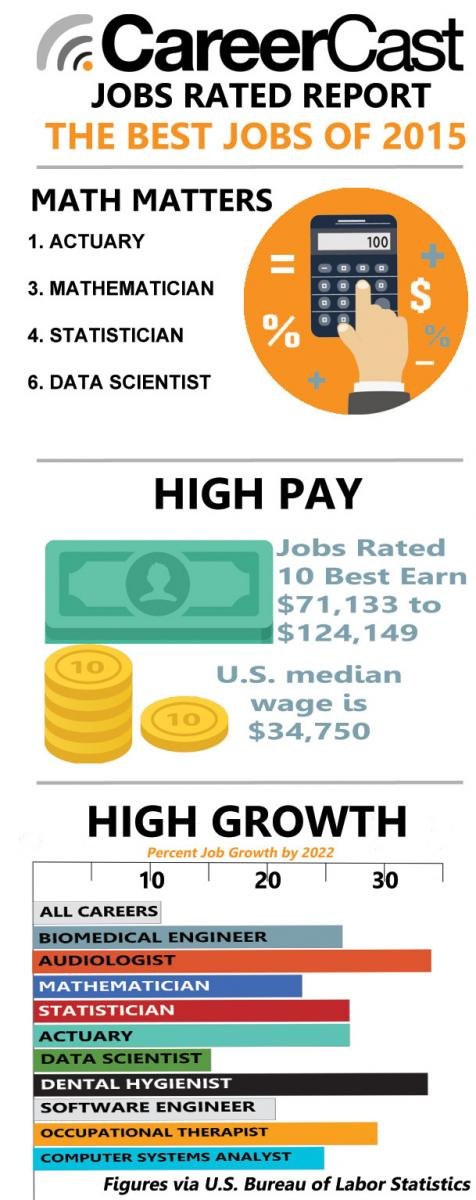 CareerCast
JOBS RATED REPORT
THE BEST JOBS OF 2015
MATH MATTERS
1. ACTUARY
3. MATHEMATICIAN
4. STATISTICIAN
6. DATA SCIENTIST
100
=
+
$
%
%
+
−
HIGH PAY
Jobs Rated
10 Best Earn
$71,133 to
$124,149
10
10
U.S. median
wage is
$34,750
HIGH GROWTH
Percent Job Growth by 2022
10 20 30
ALL CAREERS
BIOMEDICAL ENGINEER
AUDIOLOGIST
MATHEMATICIAN
STATISTICIAN
ACTUARY
DATA SCIENTIST
DENTAL HYGIENIST
SOFTWARE ENGINEER
OCCUPATIONAL THERAPIST
COMPUTER SYSTEMS ANALYST
Figures via U.S. Bureau of Labor Statistics